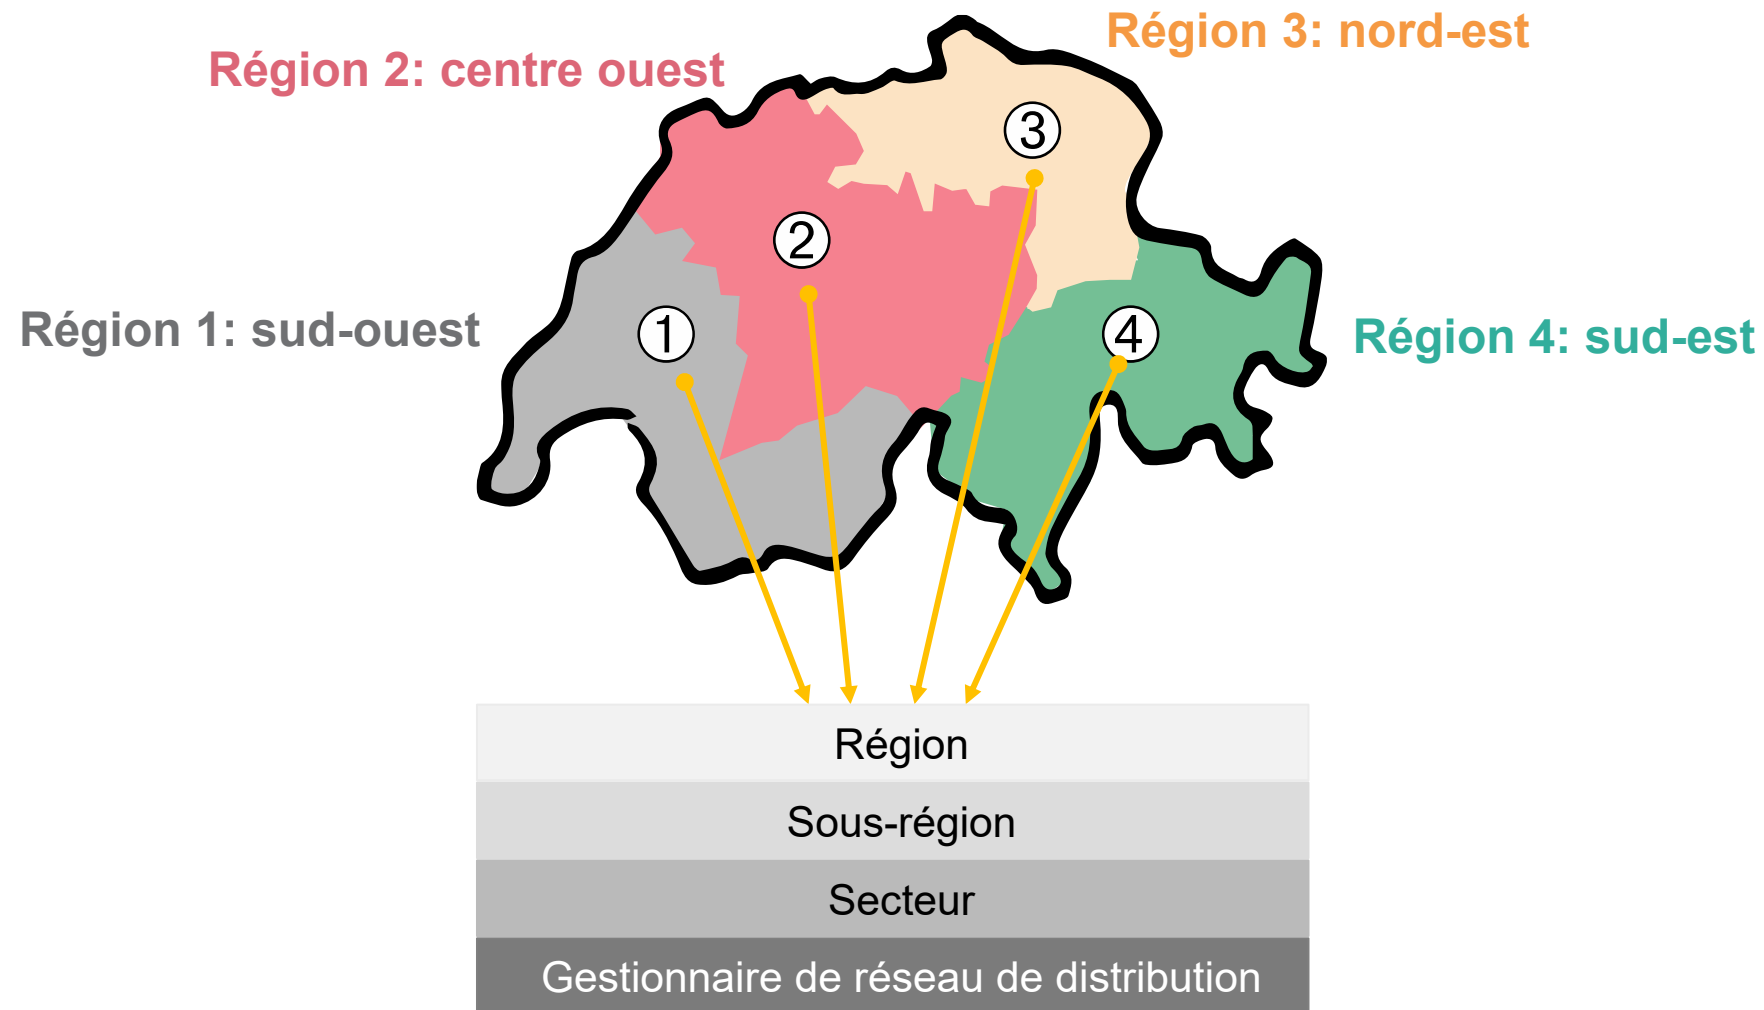 Région 3: nord-est
Région 2: centre ouest
3
2
Région 1: sud-ouest
1
4
Région 4: sud-est
Région
Sous-région
Secteur
Gestionnaire de réseau de distribution